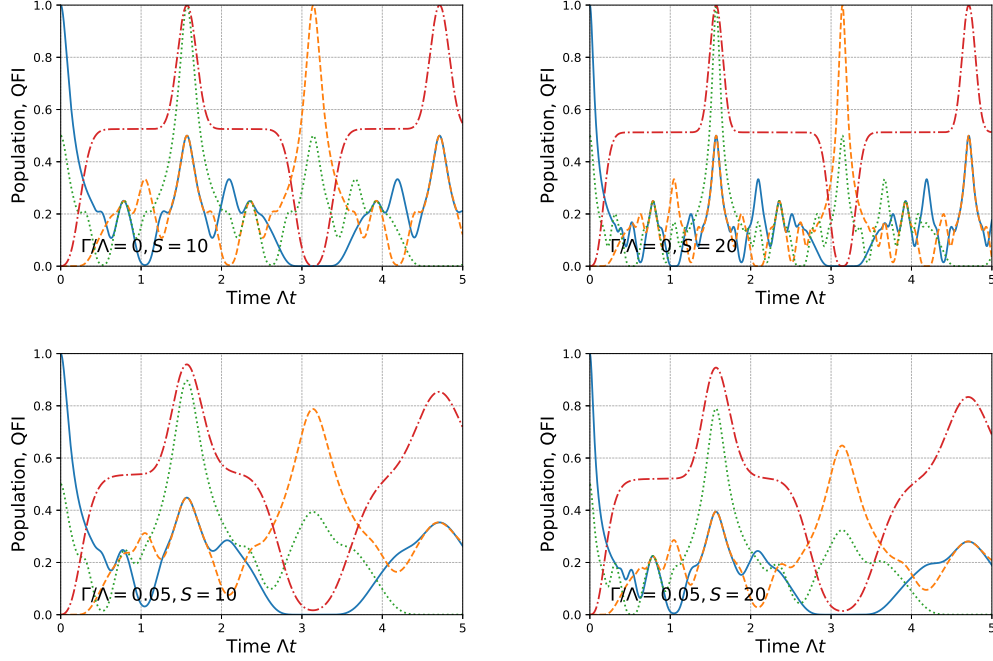 1.0
0.8
0.6
0.4
0.2
0.0
Population, QFI
Γ/Λ = 0, S = 10
0 1 2 3 4 5
Time Λt
1.0
0.8
0.6
0.4
0.2
0.0
Population, QFI
Γ/Λ = 0, S = 20
0 1 2 3 4 5
Time Λt
1.0
0.8
0.6
0.4
0.2
0.0
Population, QFI
Γ/Λ = 0.05, S = 10
0 1 2 3 4 5
Time Λt
1.0
0.8
0.6
0.4
0.2
0.0
Population, QFI
Γ/Λ = 0.05, S = 20
0 1 2 3 4 5
Time Λt